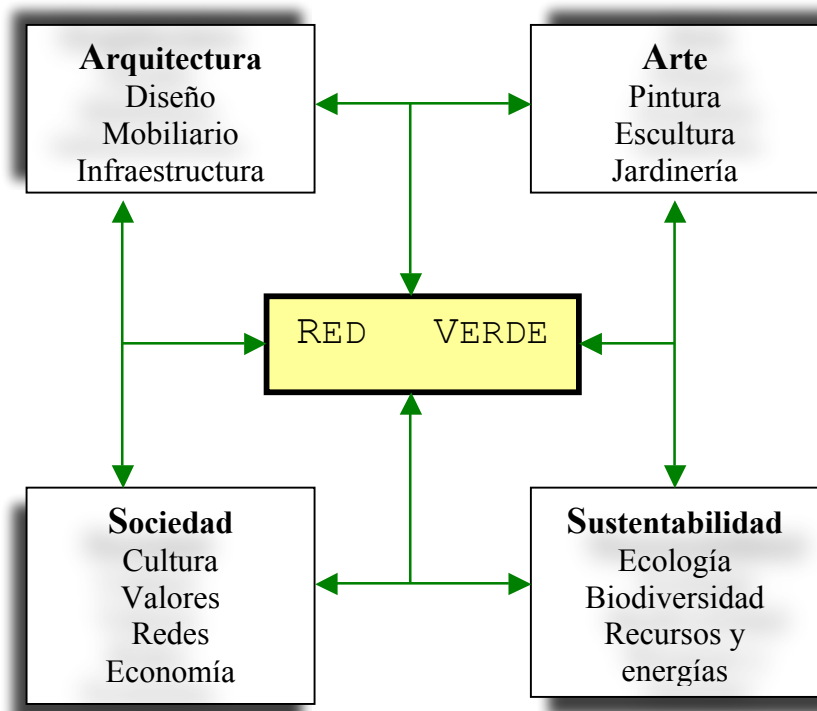 Arquitectura
Diseño
Mobiliario
Infraestructura
Arte
Pintura
Escultura
Jardinería
RED VERDE
Sociedad
Cultura
Valores
Redes
Economía
Sustentabilidad
Ecología
Biodiversidad
Recursos y
energías